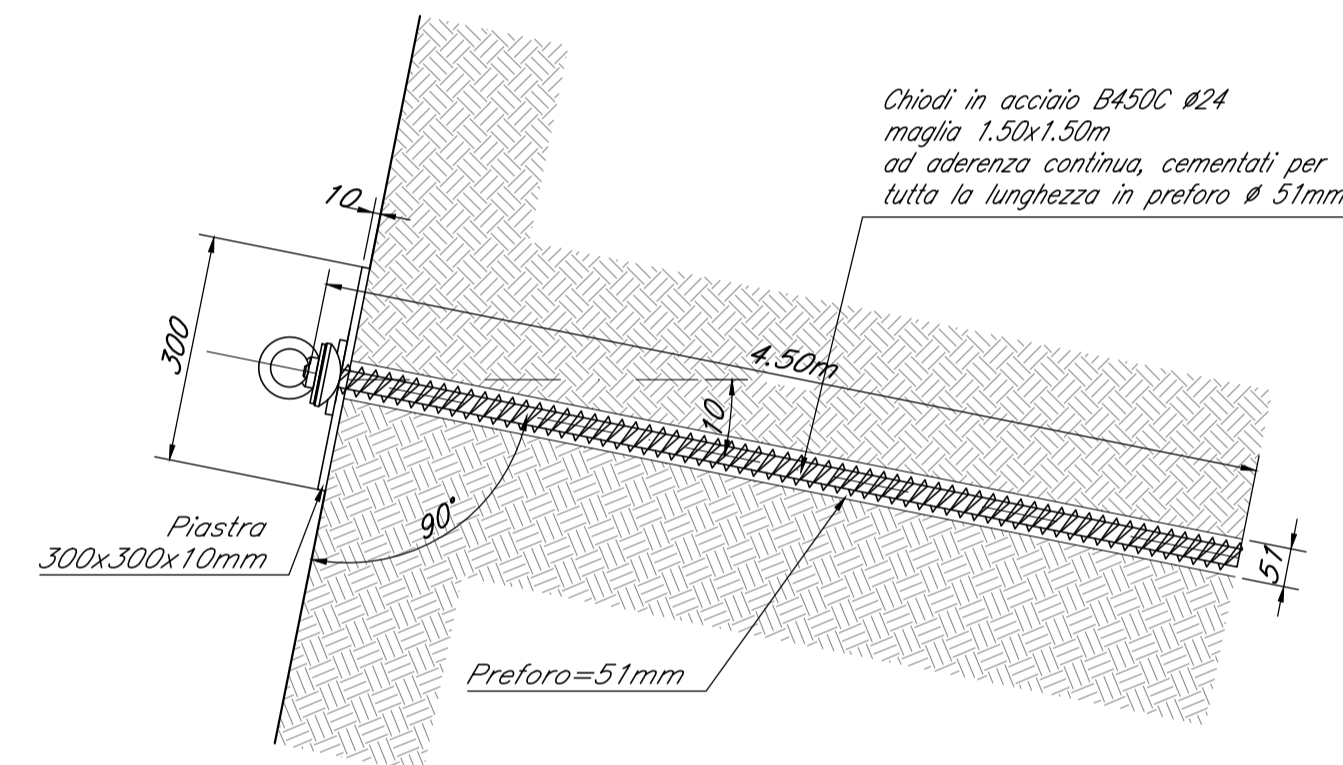 Chiodi in acciaio B450C ø24
maglia 1.50x1.50m
ad aderenza continua, cementati per
tutta la lunghezza in preforo ø 51mm
10
300
4.50m
10
90°
Piastra
300x300x10mm
51
Preforo=51mm